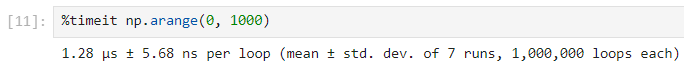 [11]: %timeit np.arange(0, 1000)
1.28 µs ± 5.68 ns per loop (mean ± std. dev. of 7 runs, 1,000,000 loops each)